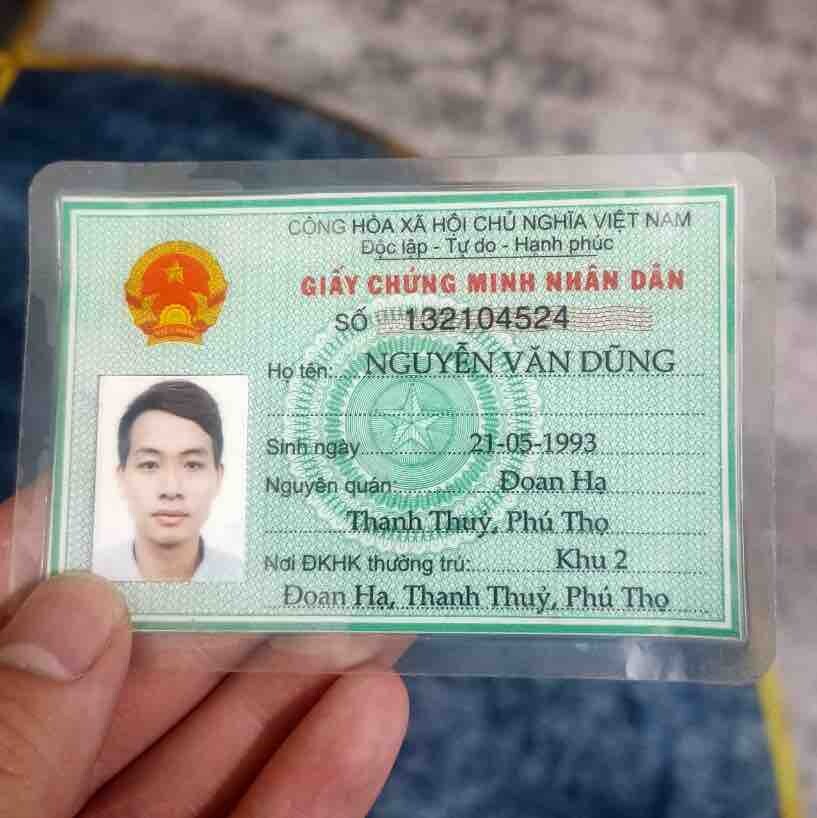 CỘNG HÒA XÃ HỘI CHỦ NGHĨA VIỆT NAM
Độc lập - Tự do - Hạnh phúc
GIẤY CHỨNG MINH NHÂN DÂN
SỐ 132104524
Họ tên: NGUYỄN VĂN DŨNG
Sinh ngày 21-05-1993
Nguyên quán: Đoan Hạ
Thanh Thuỷ, Phú Thọ
Nơi ĐKHK thường trú: Khu 2
Đoan Hạ, Thanh Thuỷ, Phú Thọ